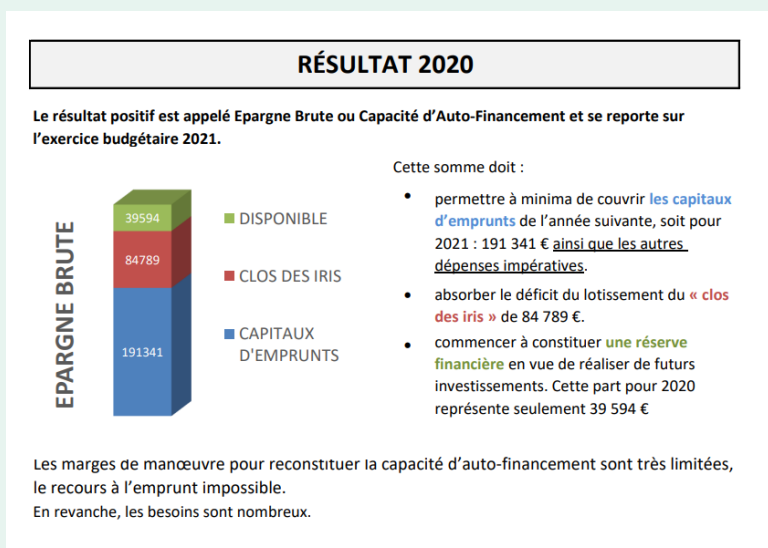 RÉSULTAT 2020
Le résultat positif est appelé Epargne Brute ou Capacité d’Auto-Financement et se reporte sur
l’exercice budgétaire 2021.
EPARGNE BRUTE
39594
84789
191341
DISPONIBLE
CLOS DES IRIS
CAPITAUX
D'EMPRUNTS
Cette somme doit :
• permettre à minima de couvrir les capitaux
d’emprunts de l’année suivante, soit pour
2021 : 191 341 € ainsi que les autres
dépenses impératives.
• absorber le déficit du lotissement du « clos
des iris » de 84 789 €.
• commencer à constituer une réserve
financière en vue de réaliser de futurs
investissements. Cette part pour 2020
représente seulement 39 594 €
Les marges de manœuvre pour reconstituer la capacité d’auto-financement sont très limitées,
le recours à l’emprunt impossible.
En revanche, les besoins sont nombreux.